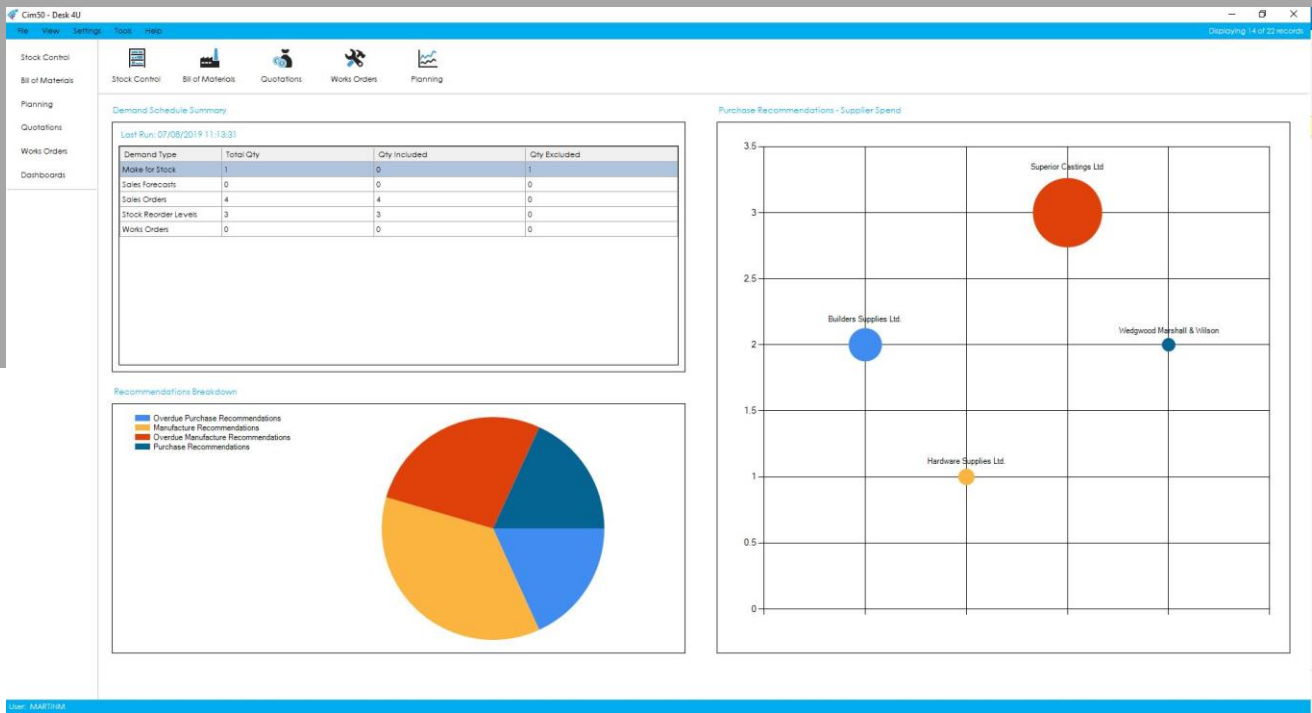 Cim50 - Desk 4U
File View Settings Tools Help
Displaying 14 of 22 records
Stock Control
Bill of Materials
Planning
Quotations
Works Orders
Dashboards
Stock Control Bill of Materials Quotations Works Orders Planning
Demand Schedule Summary
Last Run: 07/08/2019 11:13:31
Demand Type Total Qty Qty Included Qty Excluded
Make for Stock 1 0 1
Sales Forecasts 0 0 0
Sales Orders 4 4 0
Stock Reorder Levels 3 3 0
Works Orders 0 0 0
Recommendations Breakdown
Overdue Purchase Recommendations
Manufacture Recommendations
Overdue Manufacture Recommendations
Purchase Recommendations
Purchase Recommendations - Supplier Spend
3.5
Superior Castings Ltd
3
2.5
Builders Supplies Ltd.
Wedgwood Marshall & Wilson
2
1.5
Hardware Supplies Ltd.
1
0.5
0
User: MARTINM